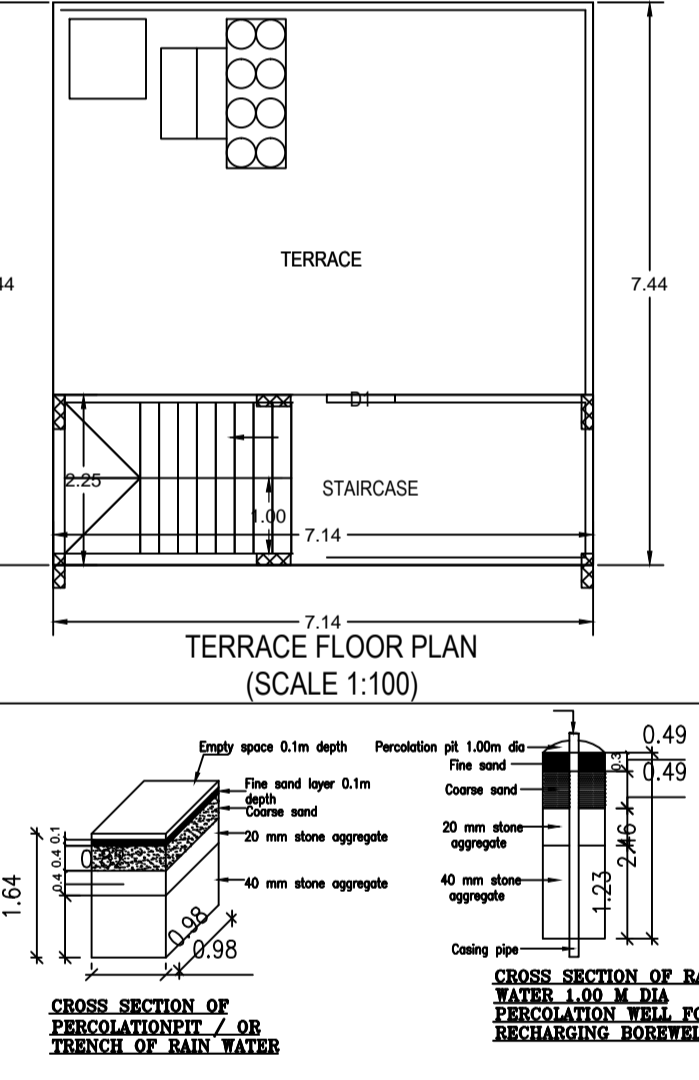 TERRACE
44
7.44
D1
2.25
STAIRCASE
1.00
7.14
7.14
TERRACE FLOOR PLAN
(SCALE 1:100)
Empty space 0.1m depth
Fine sand layer 0.1m
depth
Coarse sand
20 mm stone aggregate
40 mm stone aggregate
0.1
0.4
0.4
1.64
0.98
0.98
CROSS SECTION OF
PERCOLATIONPIT / OR
TRENCH OF RAIN WATER
Percolation pit 1.00m dia
Fine sand
Coarse sand
20 mm stone
aggregate
40 mm stone
aggregate
Casing pipe
0.49
0.3
0.49
2.46
1.23
CROSS SECTION OF RA
WATER 1.00 M DIA
PERCOLATION WELL FO
RECHARGING BOREWEL